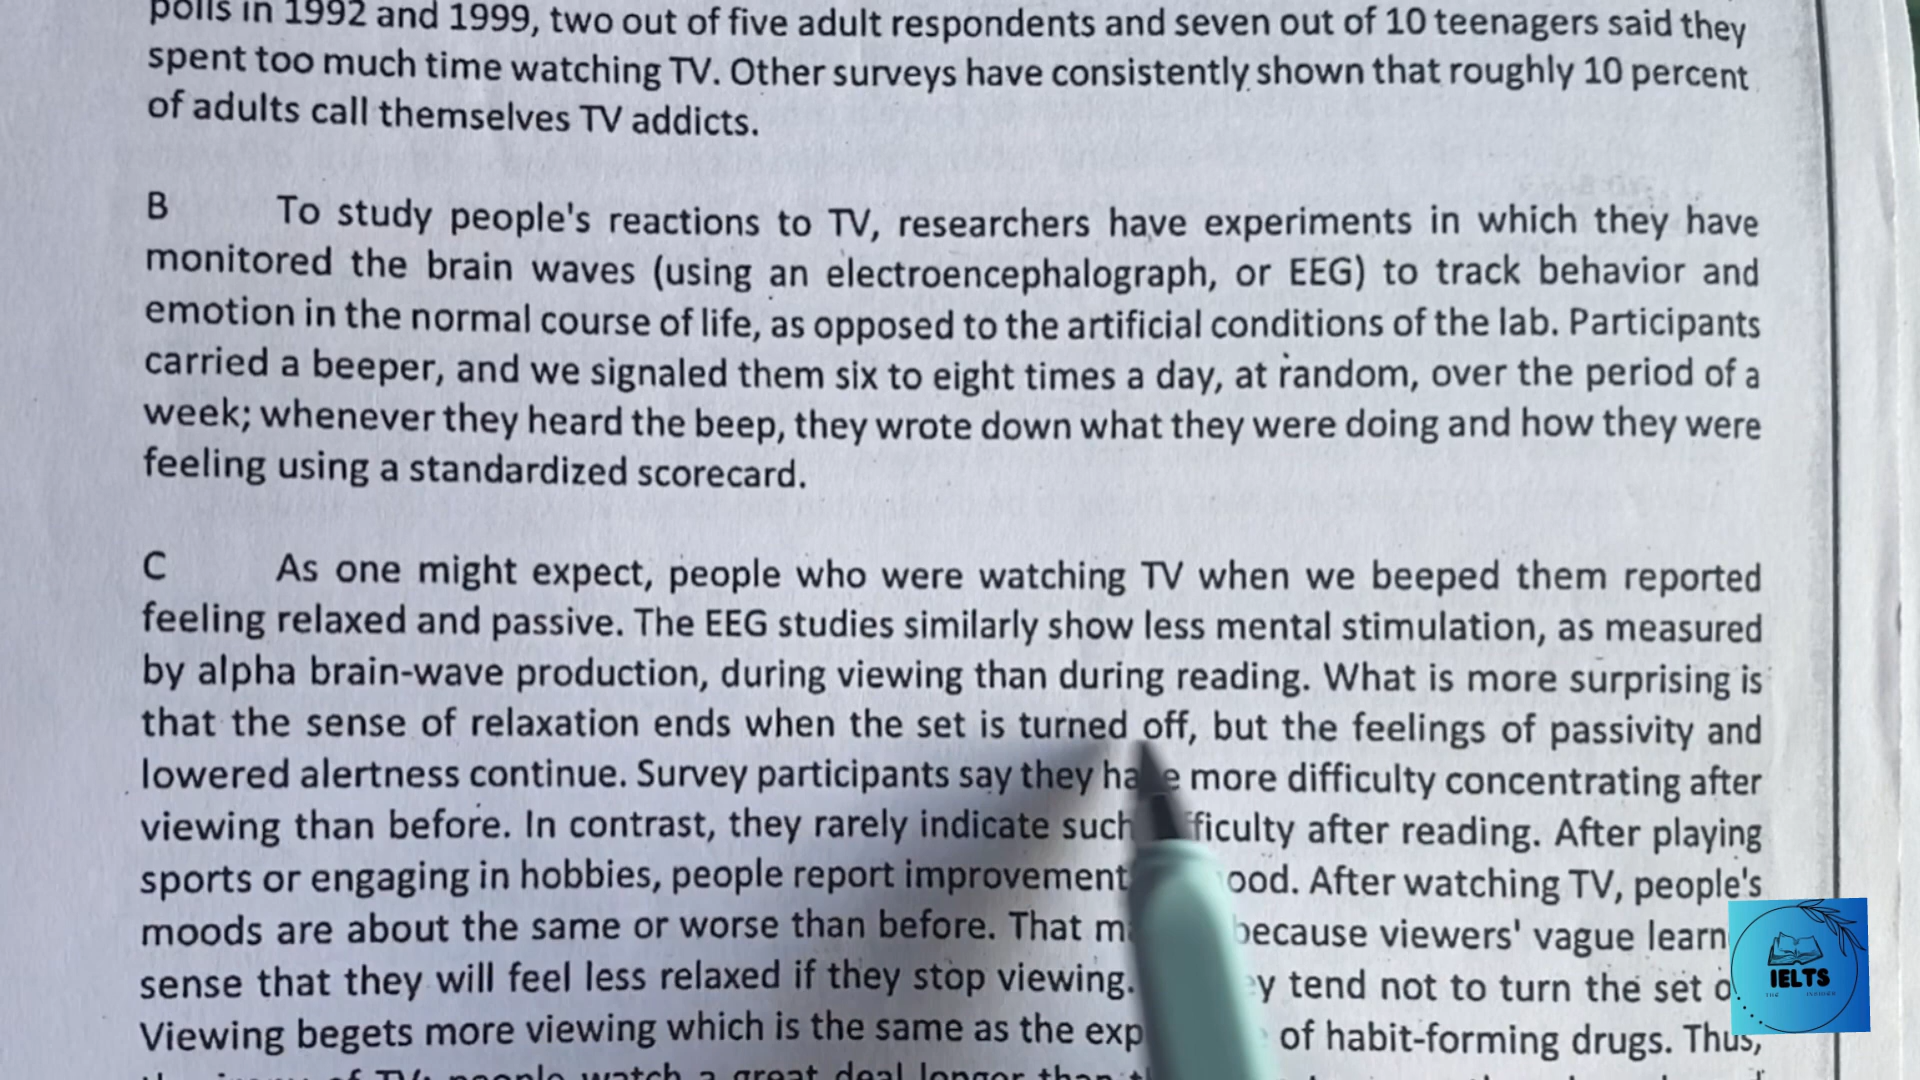 polls in 1992 and 1999, two out of five adult respondents and seven out of 10 teenagers said they
spent too much time watching TV. Other surveys have consistently shown that roughly 10 percent
of adults call themselves TV addicts.
B To study people's reactions to TV, researchers have experiments in which they have
monitored the brain waves (using an electroencephalograph, or EEG) to track behavior and
emotion in the normal course of life, as opposed to the artificial conditions of the lab. Participants
carried a beeper, and we signaled them six to eight times a day, at random, over the period of a
week; whenever they heard the beep, they wrote down what they were doing and how they were
feeling using a standardized scorecard.
C As one might expect, people who were watching TV when we beeped them reported
feeling relaxed and passive. The EEG studies similarly show less mental stimulation, as measured
by alpha brain-wave production, during viewing than during reading. What is more surprising is
that the sense of relaxation ends when the set is turned off, but the feelings of passivity and
lowered alertness continue. Survey participants say they have more difficulty concentrating after
viewing than before. In contrast, they rarely indicate such difficulty after reading. After playing
sports or engaging in hobbies, people report improvement ood. After watching TV, people's
moods are about the same or worse than before. That m because viewers' vague learn
sense that they will feel less relaxed if they stop viewing. y tend not to turn the set o
Viewing begets more viewing which is the same as the exp of habit-forming drugs. Thus,
of TV: people watch a great deal longer than
IELTS
THE